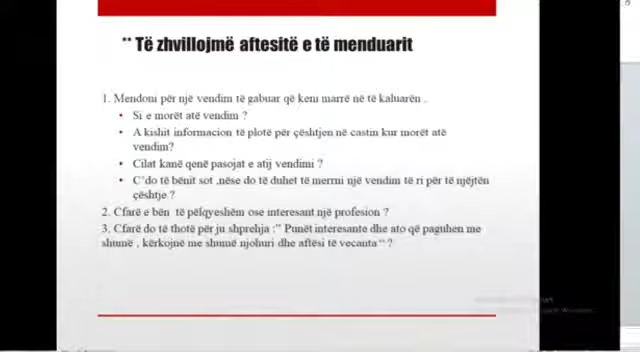 ** Të zhvillojmë aftesitë e të menduarit
1. Mendoni për një vendim të gabuar që keni marrë në të kaluarën .
• Si e morët atë vendim ?
• A kishit informacion të plotë për çështjen në castin kur morët atë
vendim?
• Cilat kanë qenë pasojat e atij vendimi ?
• C'do të bënit sot ,nëse do të duhet të merrni një vendim të ri për të njëjtën
çështje ?
2. Cfarë e bën të pëlqyeshëm ose interesant një profesion ?
3. Cfarë do të thotë për ju shprehja :" Punët interesante dhe ato që paguhen me
shumë , kërkojnë me shumë njohuri dhe aftësi të vecanta " ?